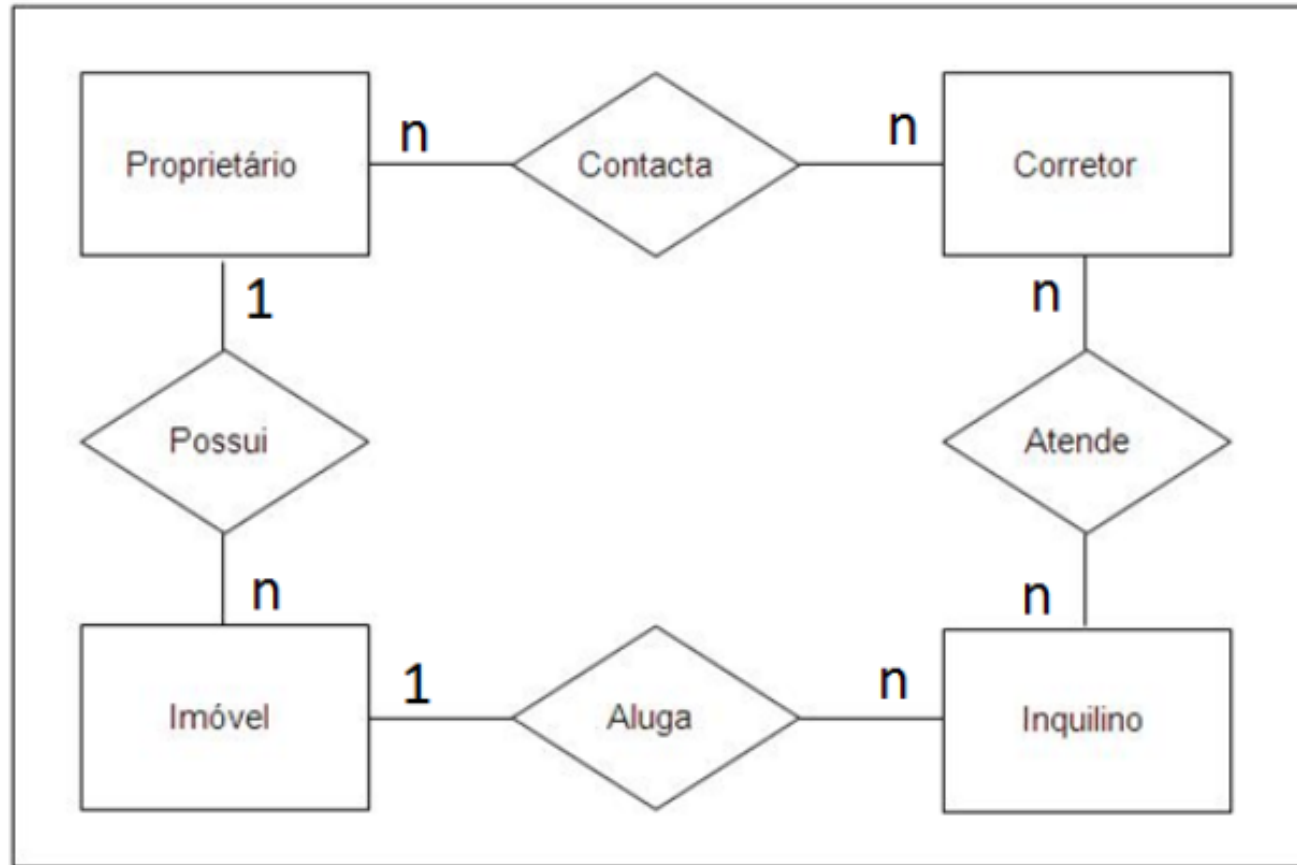 Proprietário
n
Contacta
n
Corretor
1
n
Possui
Atende
n
n
Imóvel
1
Aluga
n
Inquilino